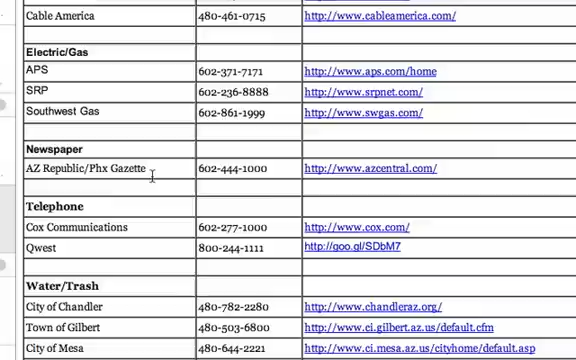 Cable America 480-461-0715 http://www.cableamerica.com/
Electric/Gas
APS 602-371-7171 http://www.aps.com/home
SRP 602-236-8888 http://www.srpnet.com/
Southwest Gas 602-861-1999 http://www.swgas.com/
Newspaper
AZ Republic/Phx Gazette 602-444-1000 http://www.azcentral.com/
Telephone
Cox Communications 602-277-1000 http://www.cox.com/
Qwest 800-244-1111 http://goo.gl/SDbM7
Water/Trash
City of Chandler 480-782-2280 http://www.chandleraz.org/
Town of Gilbert 480-503-6800 http://www.ci.gilbert.az.us/default.cfm
City of Mesa 480-644-2221 http://www.ci.mesa.az.us/cityhome/default.asp